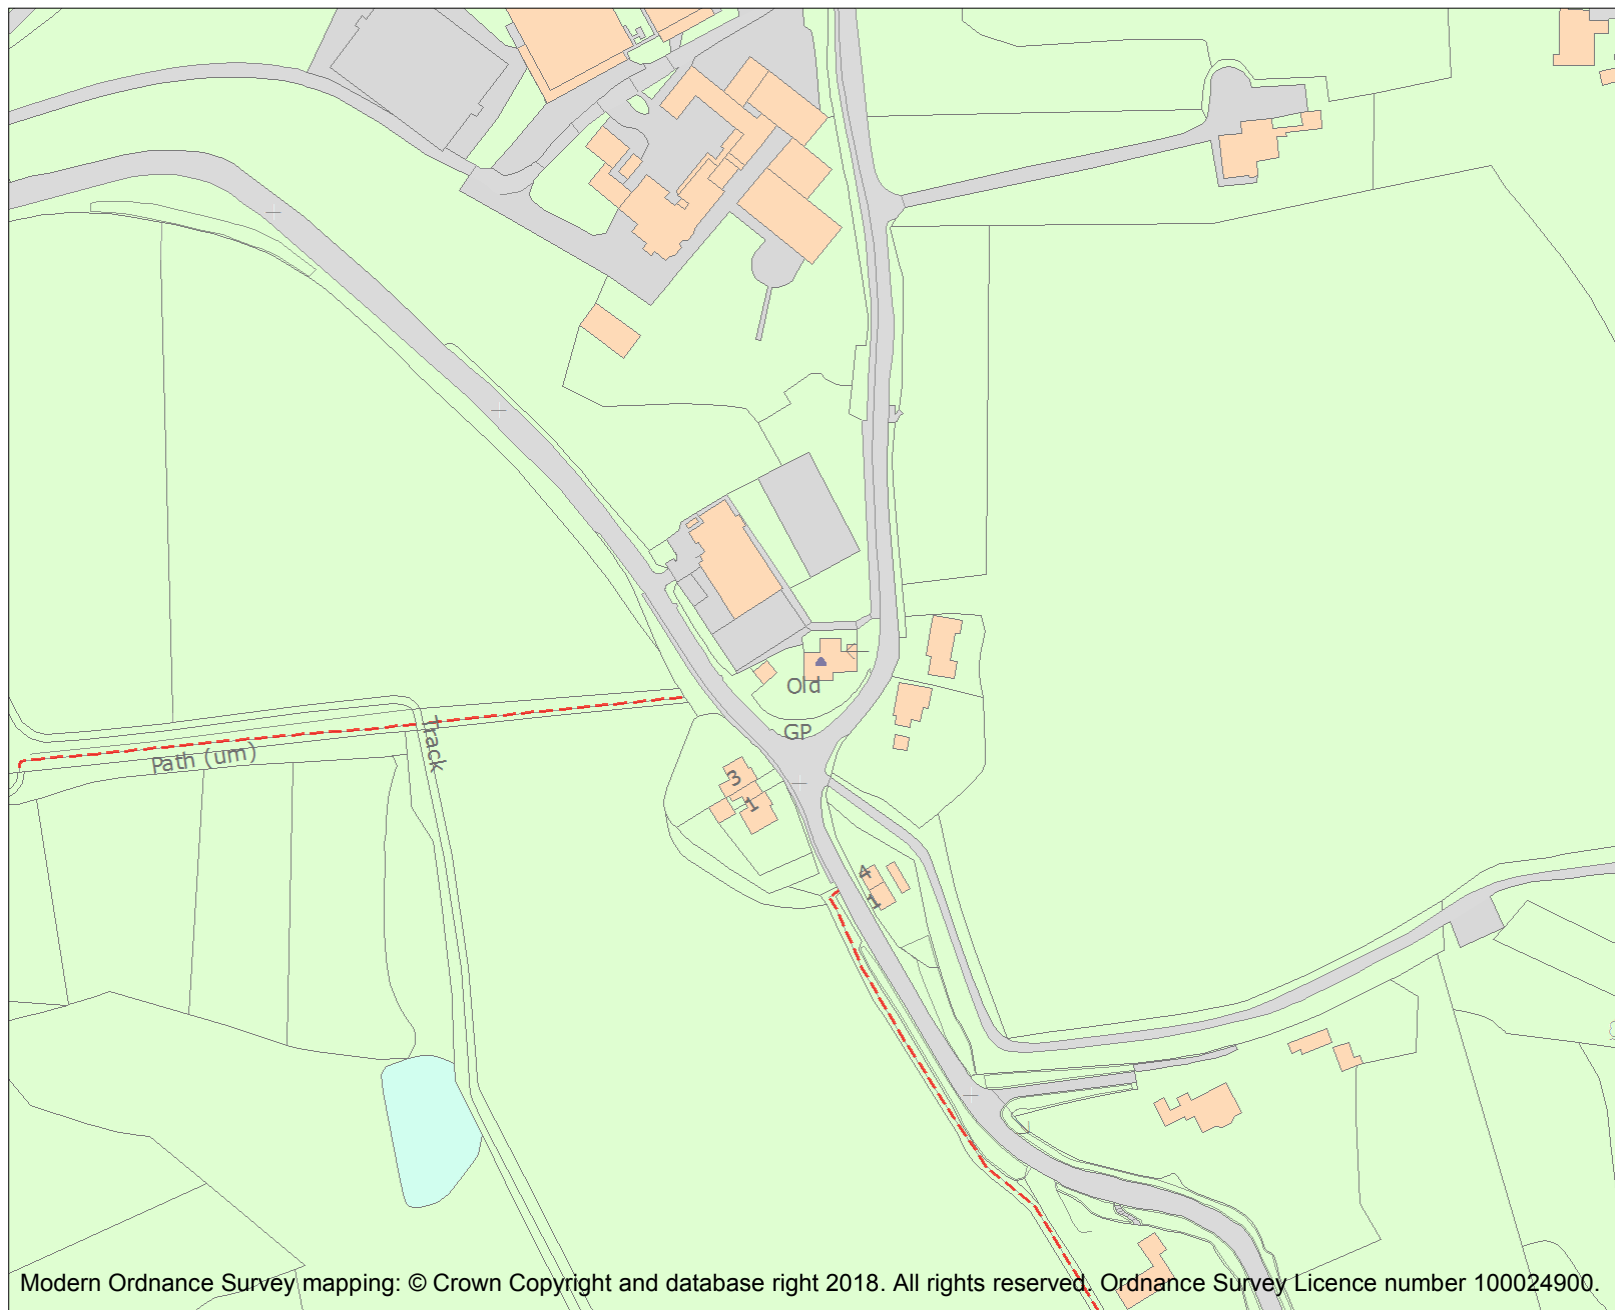 Old
GP
Track
Path (um)
3
1
4
1
Modern Ordnance Survey mapping: © Crown Copyright and database right 2018. All rights reserved. Ordnance Survey Licence number 100024900.